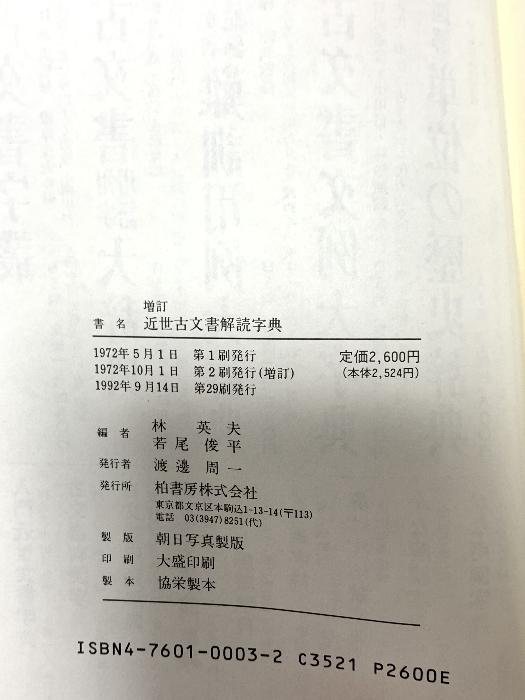 増訂
書名 近世古文書解読字典
1972年5月1日 第1刷発行 定価2,600円
1972年10月1日 第2刷発行(増訂) (本体2,524円)
1992年9月14日 第29刷発行
編者 林 英夫
若尾俊平
発行者 渡邊周一
発行所 柏書房株式会社
東京都文京区本駒込1-13-14(〒113)
電話 03(3947)8251(代)
製版 朝日写真製版
印刷 大盛印刷
製本 協栄製本
ISBN4-7601-0003-2 C3521 P2600E